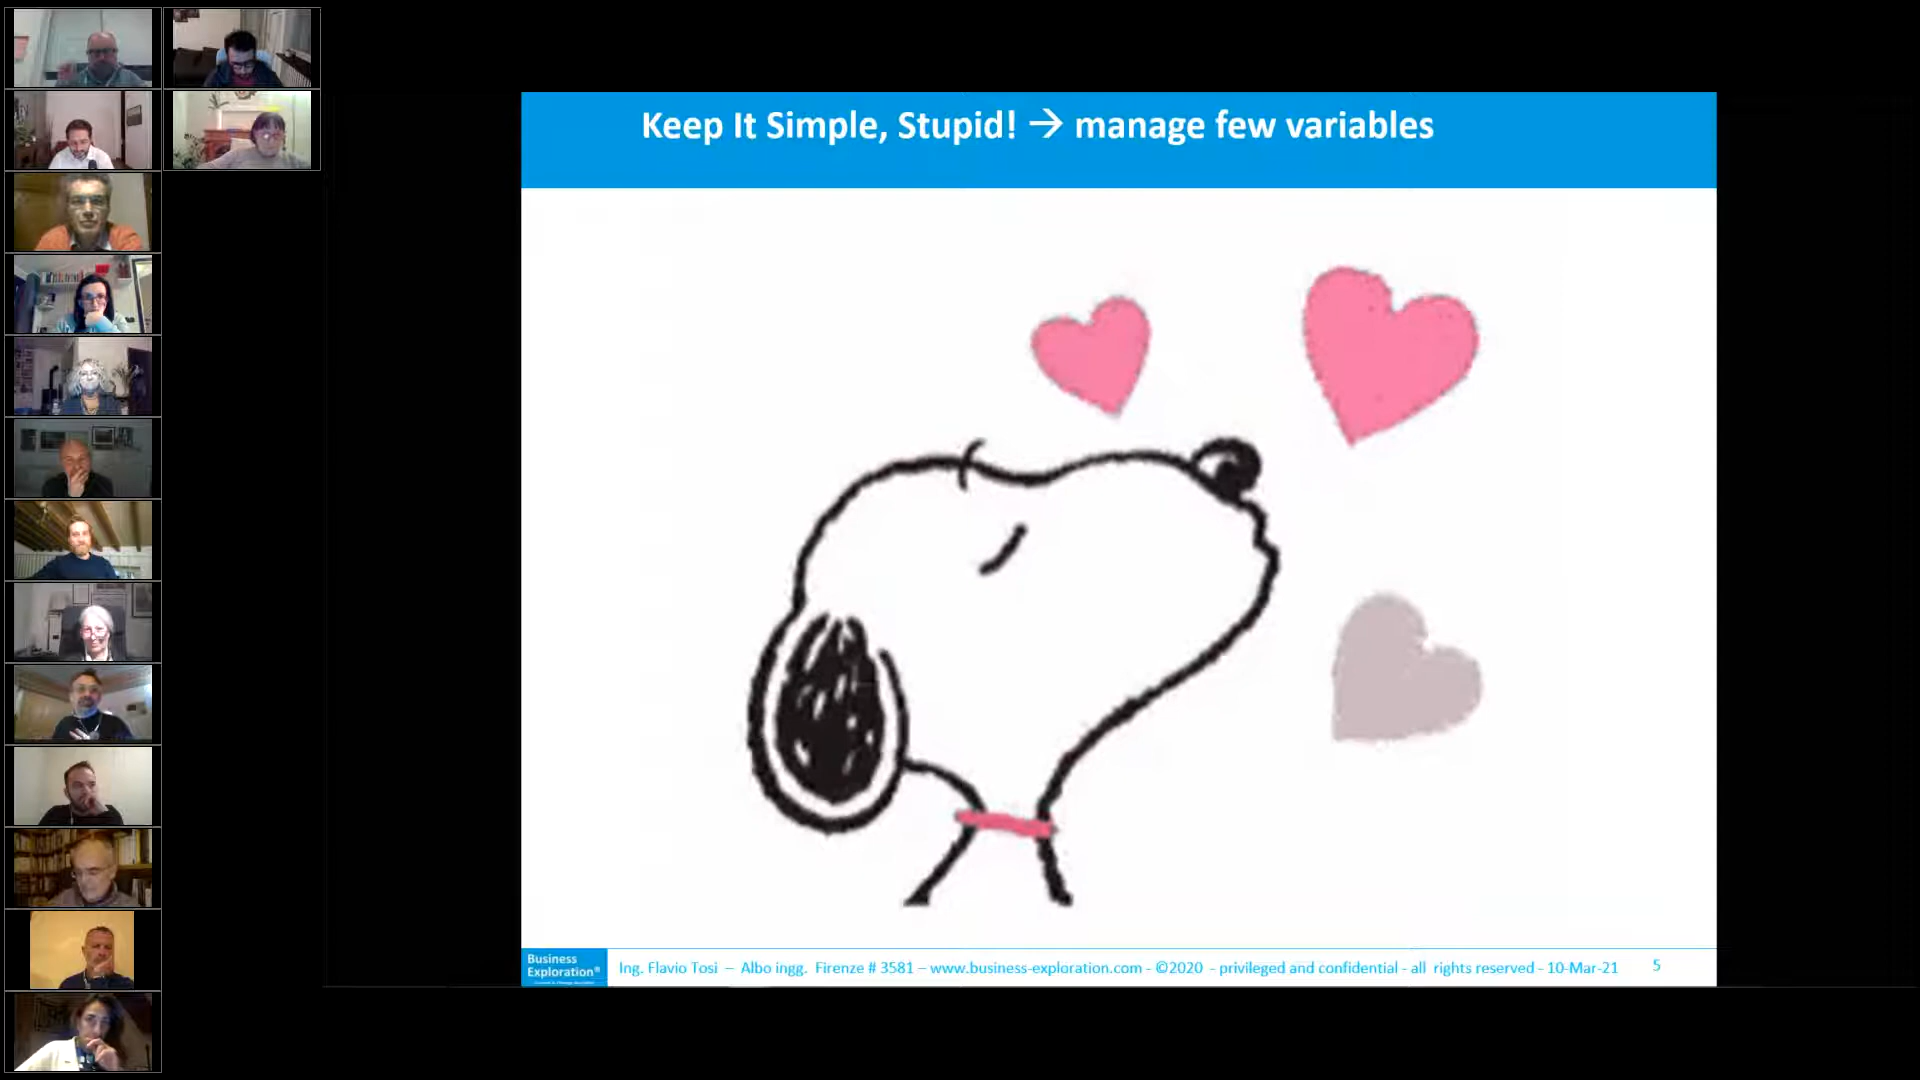 Keep It Simple, Stupid! → manage few variables
Business
Exploration®
Ing. Flavio Tosi – Albo ingg. Firenze # 3581 – www.business-exploration.com - ©2020 - privileged and confidential - all rights reserved - 10-Mar-21
5